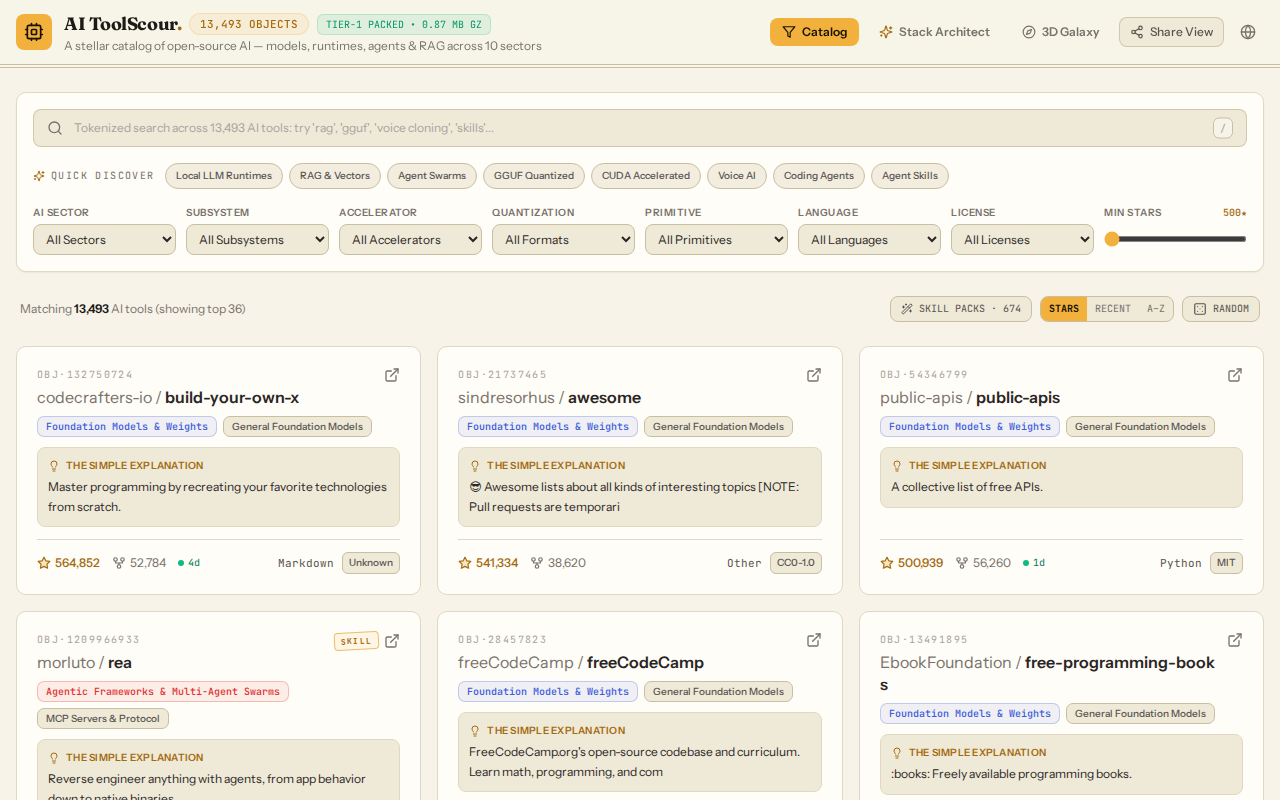 AI ToolScour.
13,493 OBJECTS
TIER-1 PACKED • 0.87 MB GZ
A stellar catalog of open-source AI — models, runtimes, agents & RAG across 10 sectors
Catalog
Stack Architect
3D Galaxy
Share View
Tokenized search across 13,493 AI tools: try 'rag', 'gguf', 'voice cloning', 'skills'...
/
QUICK DISCOVER
Local LLM Runtimes
RAG & Vectors
Agent Swarms
GGUF Quantized
CUDA Accelerated
Voice AI
Coding Agents
Agent Skills
AI SECTOR
SUBSYSTEM
ACCELERATOR
QUANTIZATION
PRIMITIVE
LANGUAGE
LICENSE
MIN STARS
500★
All Sectors
All Subsystems
All Accelerators
All Formats
All Primitives
All Languages
All Licenses
Matching 13,493 AI tools (showing top 36)
SKILL PACKS · 674
STARS
RECENT
A–Z
RANDOM
OBJ·132750724
codecrafters-io / build-your-own-x
Foundation Models & Weights
General Foundation Models
THE SIMPLE EXPLANATION
Master programming by recreating your favorite technologies
from scratch.
564,852
52,784
4d
Markdown
Unknown
OBJ·21737465
sindresorhus / awesome
Foundation Models & Weights
General Foundation Models
THE SIMPLE EXPLANATION
😎 Awesome lists about all kinds of interesting topics [NOTE:
Pull requests are temporari
541,334
38,620
Other
CC0-1.0
OBJ·54346799
public-apis / public-apis
Foundation Models & Weights
General Foundation Models
THE SIMPLE EXPLANATION
A collective list of free APIs.
500,939
56,260
1d
Python
MIT
OBJ·1209966933
SKILL
morluto / rea
Agentic Frameworks & Multi-Agent Swarms
MCP Servers & Protocol
THE SIMPLE EXPLANATION
Reverse engineer anything with agents, from app behavior
down to native binaries
OBJ·28457823
freeCodeCamp / freeCodeCamp
Foundation Models & Weights
General Foundation Models
THE SIMPLE EXPLANATION
FreeCodeCamp.org's open-source codebase and curriculum.
Learn math, programming, and com
OBJ·13491895
EbookFoundation / free-programming-book
s
Foundation Models & Weights
General Foundation Models
THE SIMPLE EXPLANATION
:books: Freely available programming books.